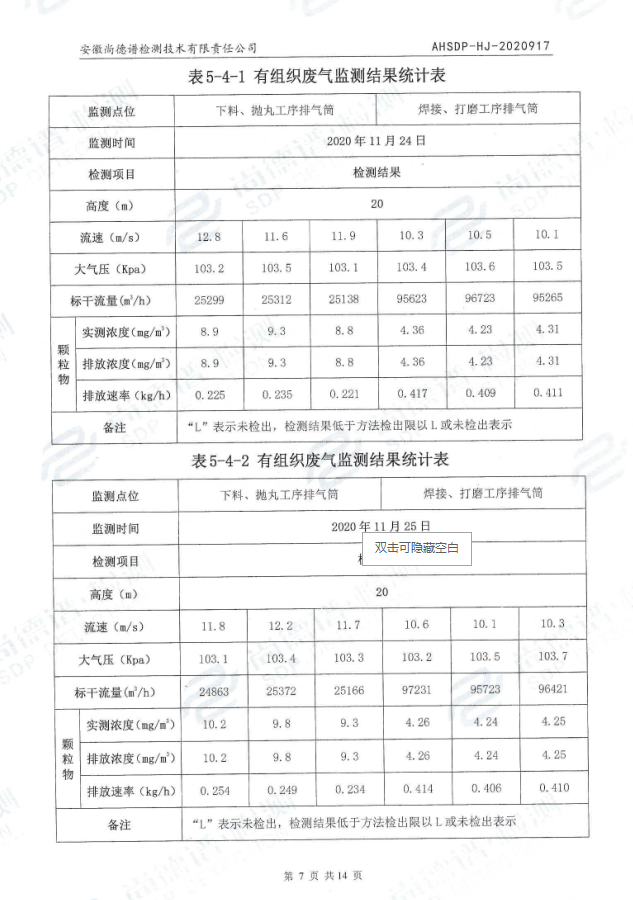 安徽尚德谱检测技术有限责任公司 AHSDP-HJ-2020917
表5-4-1 有组织废气监测结果统计表
监测点位 下料、抛丸工序排气筒 焊接、打磨工序排气筒
监测时间 2020年11月24日
检测项目 检测结果
高度（m） 20
流速（m/s） 12.8 11.6 11.9 10.3 10.5 10.1
大气压（Kpa） 103.2 103.5 103.1 103.4 103.6 103.5
标干流量(m³/h) 25299 25312 25138 95623 96723 95265
颗粒物
实测浓度(mg/m³) 8.9 9.3 8.8 4.36 4.23 4.31
排放浓度(mg/m³) 8.9 9.3 8.8 4.36 4.23 4.31
排放速率（kg/h） 0.225 0.235 0.221 0.417 0.409 0.411
备注 “L”表示未检出，检测结果低于方法检出限以L或未检出表示
表5-4-2 有组织废气监测结果统计表
监测点位 下料、抛丸工序排气筒 焊接、打磨工序排气筒
监测时间 2020年11月25日
双击可隐藏空白
检测项目
高度（m） 20
流速（m/s） 11.8 12.2 11.7 10.6 10.1 10.3
大气压（Kpa） 103.1 103.4 103.3 103.2 103.5 103.7
标干流量(m³/h) 24863 25372 25166 97231 95723 96421
颗粒物
实测浓度(mg/m³) 10.2 9.8 9.3 4.26 4.24 4.25
排放浓度(mg/m³) 10.2 9.8 9.3 4.26 4.24 4.25
排放速率（kg/h） 0.254 0.249 0.234 0.414 0.406 0.410
备注 “L”表示未检出，检测结果低于方法检出限以L或未检出表示
第 7 页 共14 页